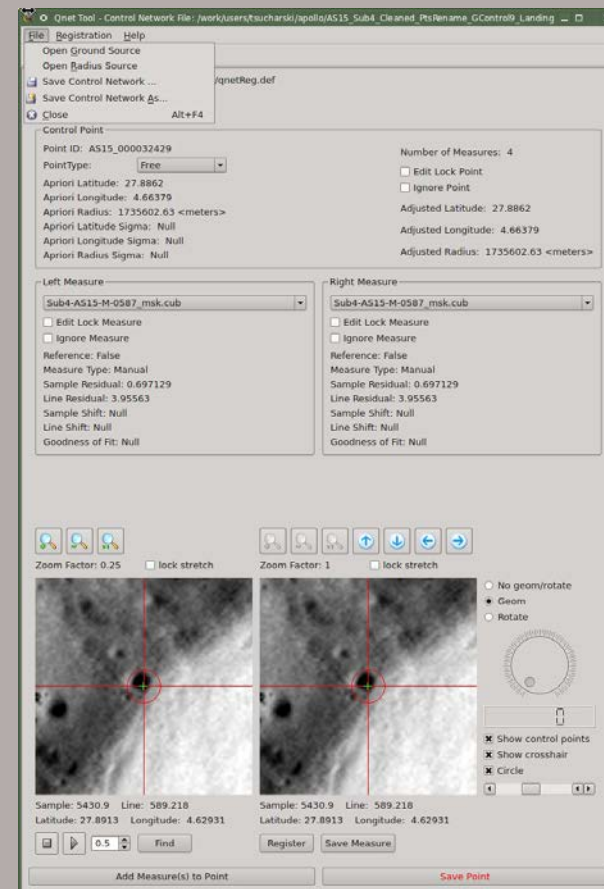 Qnet Tool - Control Network File: /work/users/tsucharski/apollo/AS15_Sub4_Cleaned_PtsRename_GControl9_Landing
File Registration Help
Open Ground Source
Open Radius Source
Save Control Network ...
Save Control Network As...
Close Alt+F4
/qnetReg.def
Control Point
Point ID: AS15_000032429
PointType: Free
Apriori Latitude: 27.8862
Apriori Longitude: 4.66379
Apriori Radius: 1735602.63 <meters>
Apriori Latitude Sigma: Null
Apriori Longitude Sigma: Null
Apriori Radius Sigma: Null
Number of Measures: 4
Edit Lock Point
Ignore Point
Adjusted Latitude: 27.8862
Adjusted Longitude: 4.66379
Adjusted Radius: 1735602.63 <meters>
Left Measure
Sub4-AS15-M-0587_msk.cub
Edit Lock Measure
Ignore Measure
Reference: False
Measure Type: Manual
Sample Residual: 0.697129
Line Residual: 3.95563
Sample Shift: Null
Line Shift: Null
Goodness of Fit: Null
Right Measure
Sub4-AS15-M-0587_msk.cub
Edit Lock Measure
Ignore Measure
Reference: False
Measure Type: Manual
Sample Residual: 0.697129
Line Residual: 3.95563
Sample Shift: Null
Line Shift: Null
Goodness of Fit: Null
Zoom Factor: 0.25 lock stretch
Zoom Factor: 1 lock stretch
No geom/rotate
Geom
Rotate
0
Show control points
Show crosshair
Circle
Sample: 5430.9 Line: 589.218
Latitude: 27.8913 Longitude: 4.62931
Sample: 5430.9 Line: 589.218
Latitude: 27.8913 Longitude: 4.62931
0.5 Find
Register Save Measure
Add Measure(s) to Point
Save Point